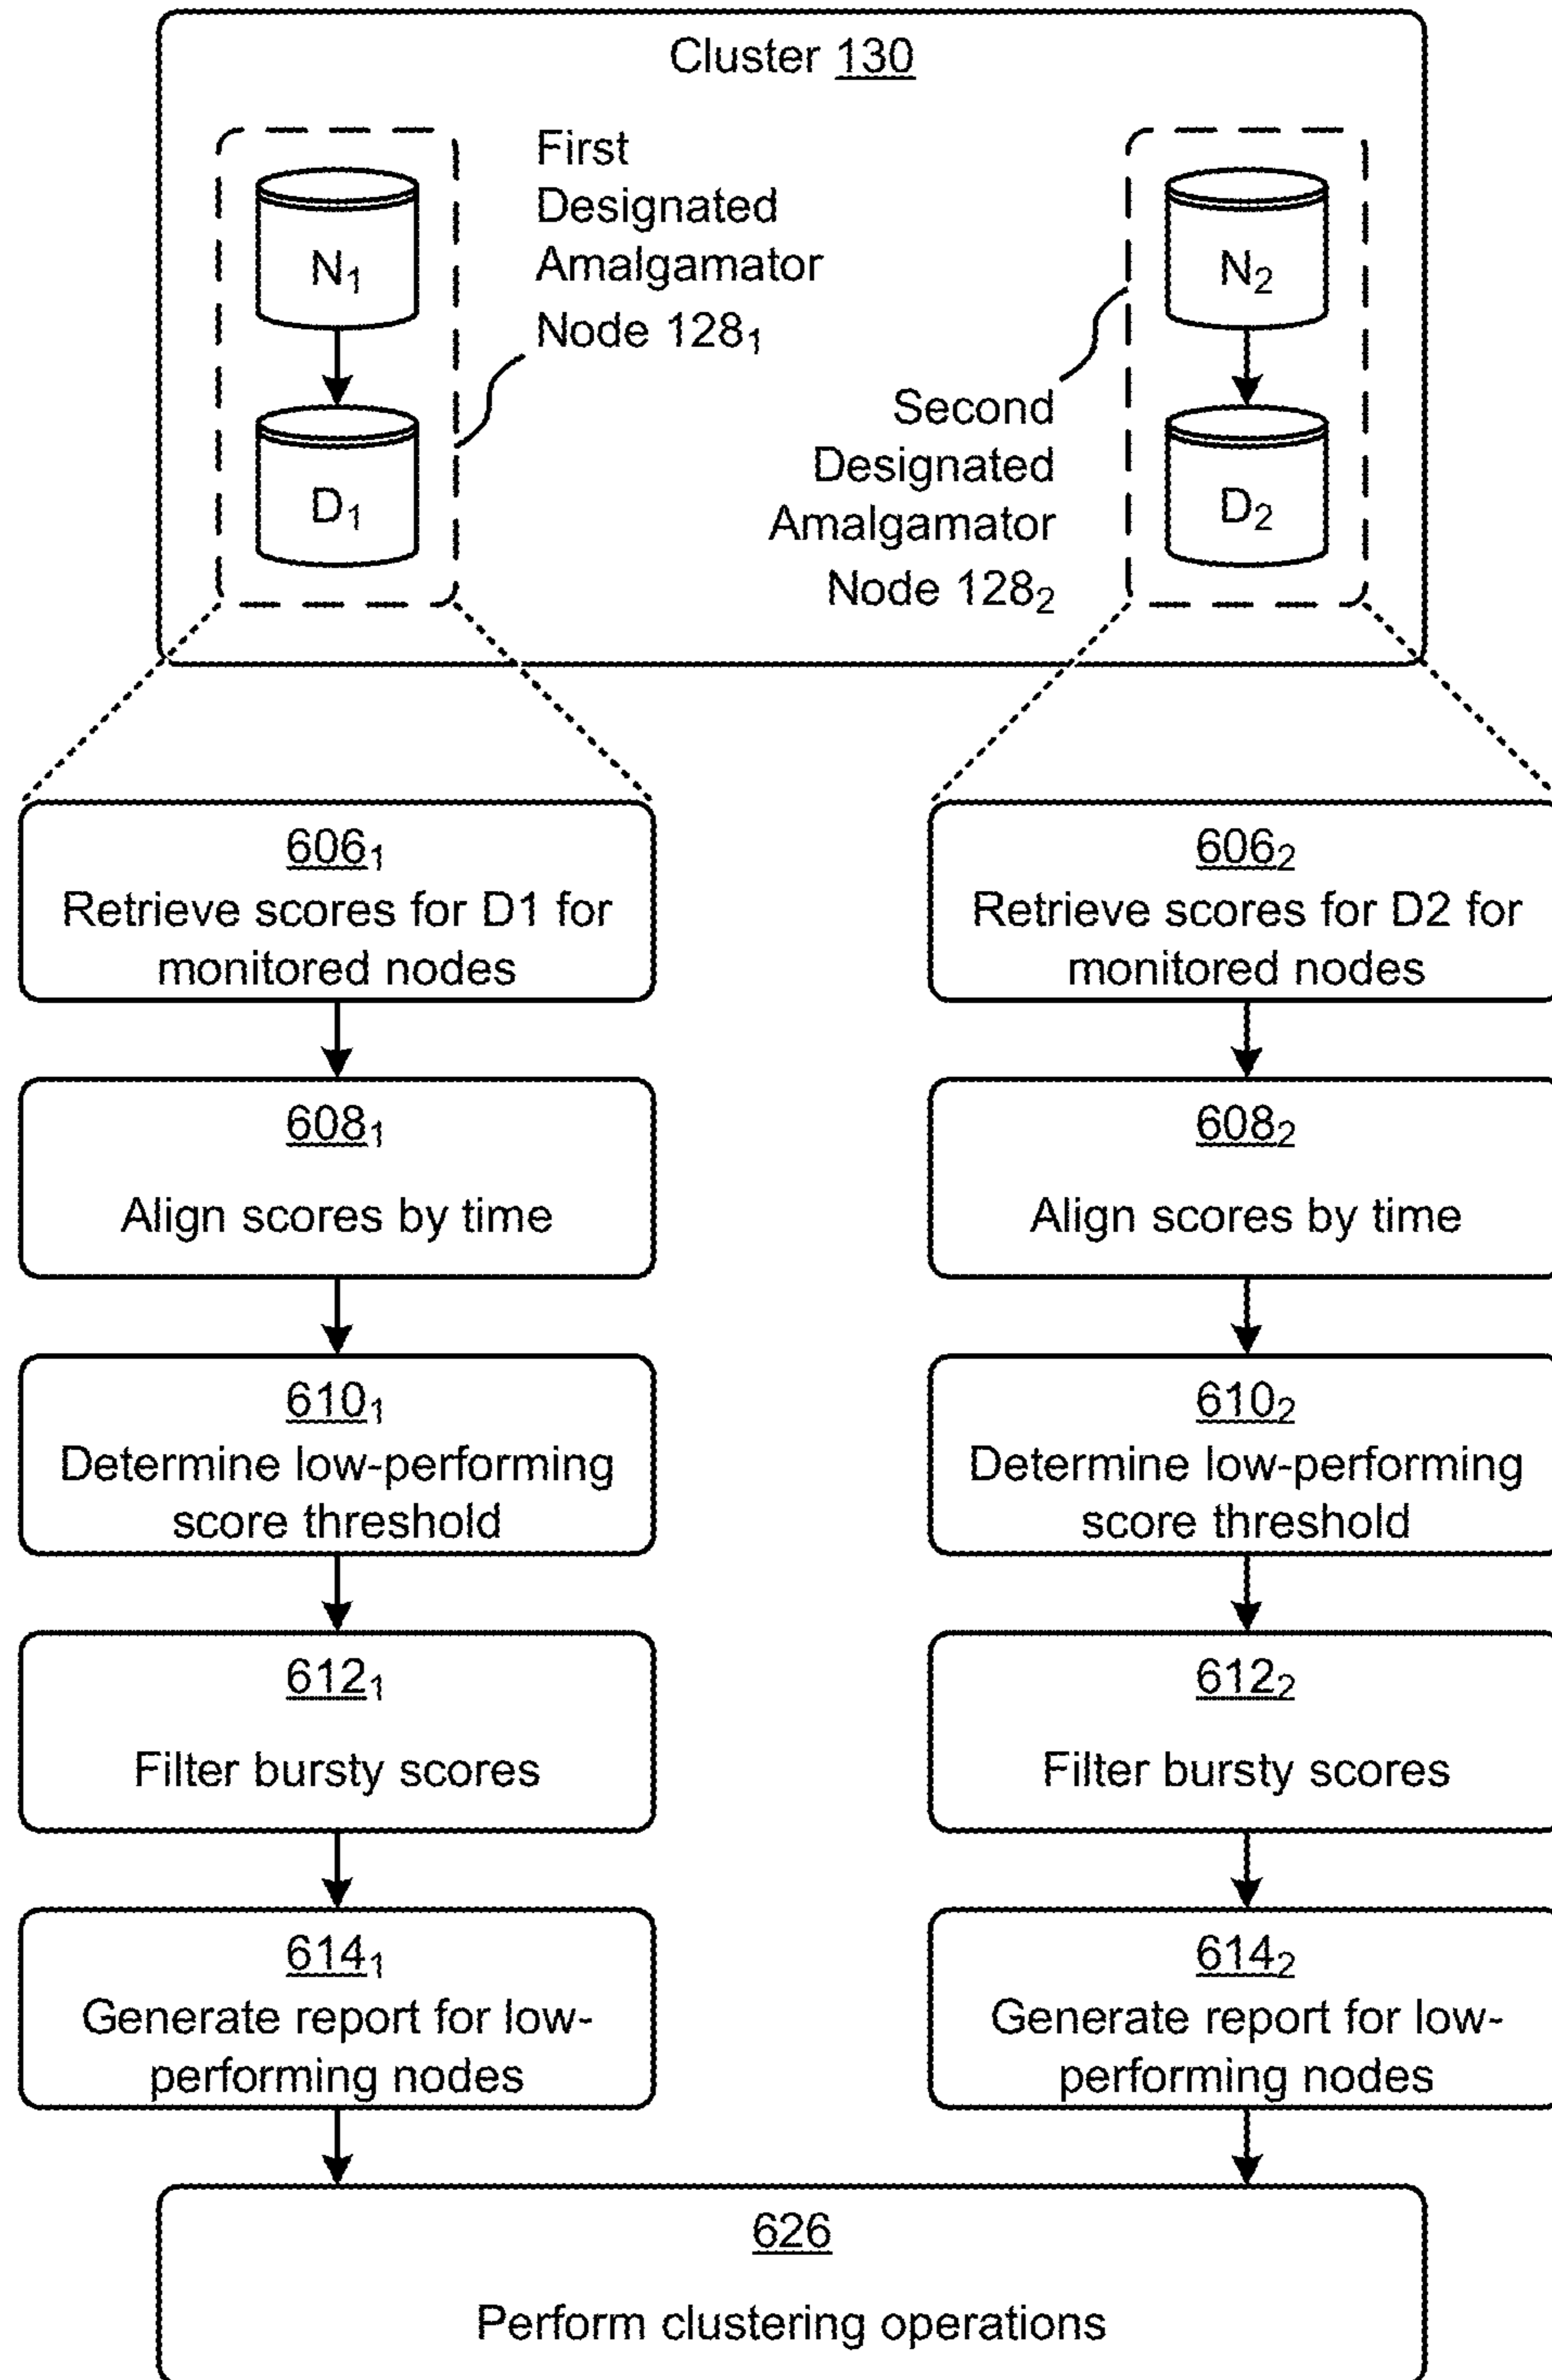 Cluster 130
First
Designated
Amalgamator
Node 128₁
N₁
D₁
N₂
D₂
Second
Designated
Amalgamator
Node 128₂
606₁
Retrieve scores for D1 for
monitored nodes
608₁
Align scores by time
610₁
Determine low-performing
score threshold
612₁
Filter bursty scores
614₁
Generate report for low-
performing nodes
606₂
Retrieve scores for D2 for
monitored nodes
608₂
Align scores by time
610₂
Determine low-performing
score threshold
612₂
Filter bursty scores
614₂
Generate report for low-
performing nodes
626
Perform clustering operations